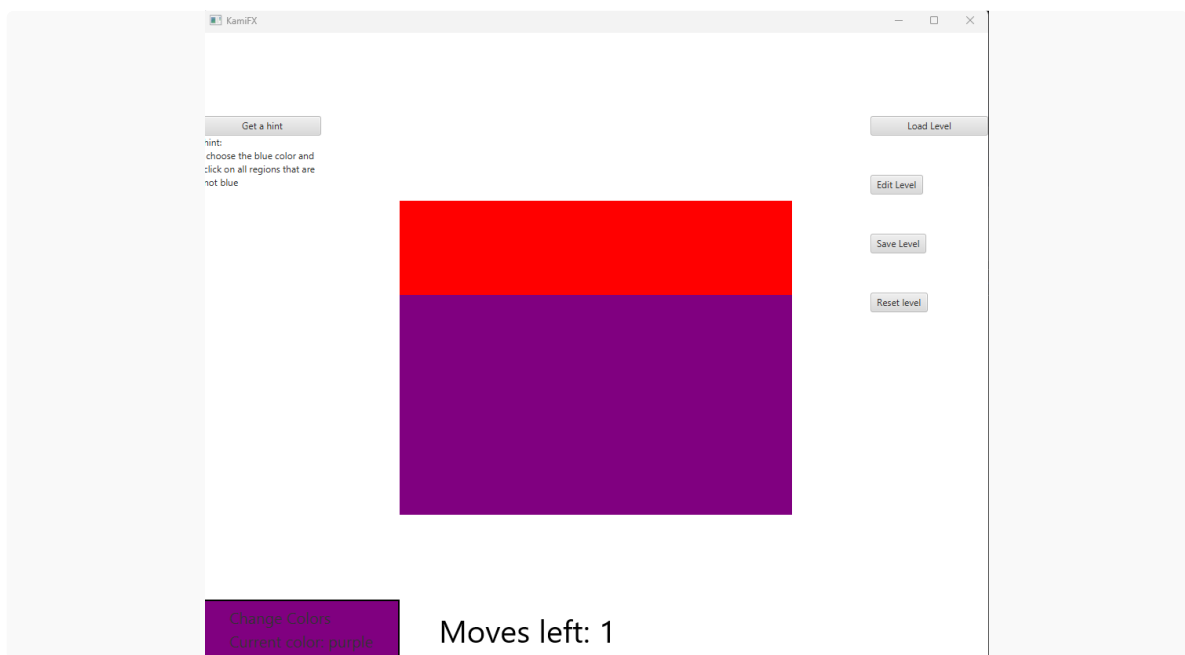 KamiFX
Get a hint
hint:
choose the blue color and
click on all regions that are
not blue
Load Level
Edit Level
Save Level
Reset level
Change Colors
Current color: purple
Moves left: 1